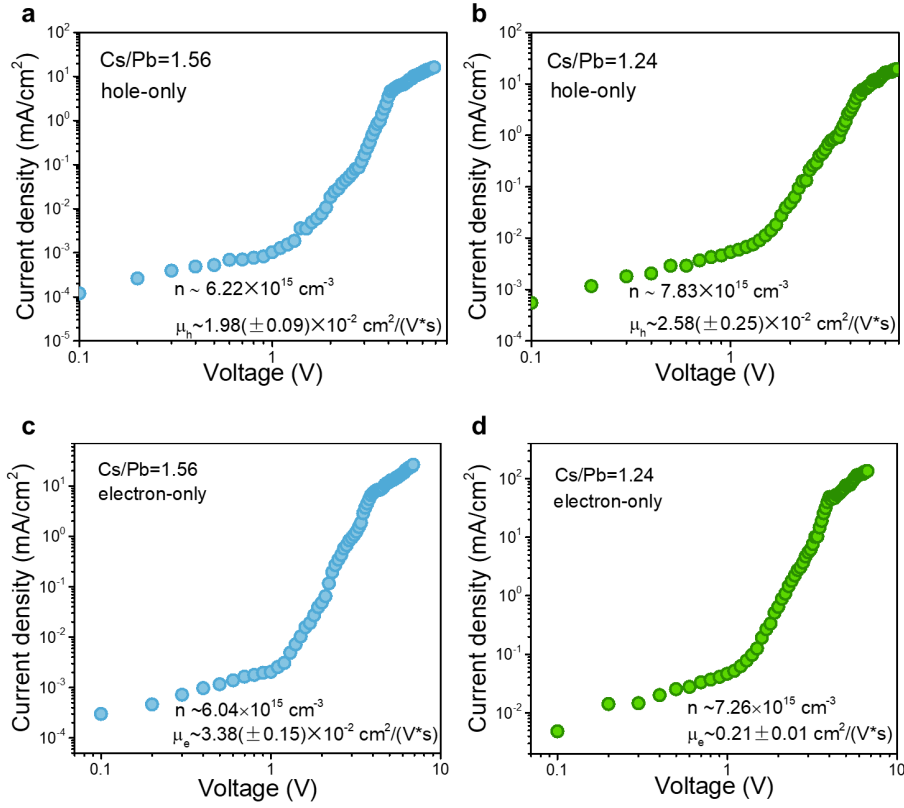 a
Cs/Pb=1.56
hole-only
n ~ 6.22×10¹⁵ cm⁻³
μₕ~1.98(±0.09)×10⁻² cm²/(V*s)
10²
10¹
10⁰
10⁻¹
10⁻²
10⁻³
10⁻⁴
10⁻⁵
0.1
1
Current density (mA/cm²)
Voltage (V)
b
Cs/Pb=1.24
hole-only
n ~ 7.83×10¹⁵ cm⁻³
μₕ~2.58(±0.25)×10⁻² cm²/(V*s)
10²
10¹
10⁰
10⁻¹
10⁻²
10⁻³
10⁻⁴
0.1
1
Current density (mA/cm²)
Voltage (V)
c
Cs/Pb=1.56
electron-only
n ~6.04×10¹⁵ cm⁻³
μₑ~3.38(±0.15)×10⁻² cm²/(V*s)
10¹
10⁰
10⁻¹
10⁻²
10⁻³
10⁻⁴
0.1
1
10
Current density (mA/cm²)
Voltage (V)
d
Cs/Pb=1.24
electron-only
n ~7.26×10¹⁵ cm⁻³
μₑ~0.21±0.01 cm²/(V*s)
10²
10¹
10⁰
10⁻¹
10⁻²
0.1
1
10
Current density (mA/cm²)
Voltage (V)